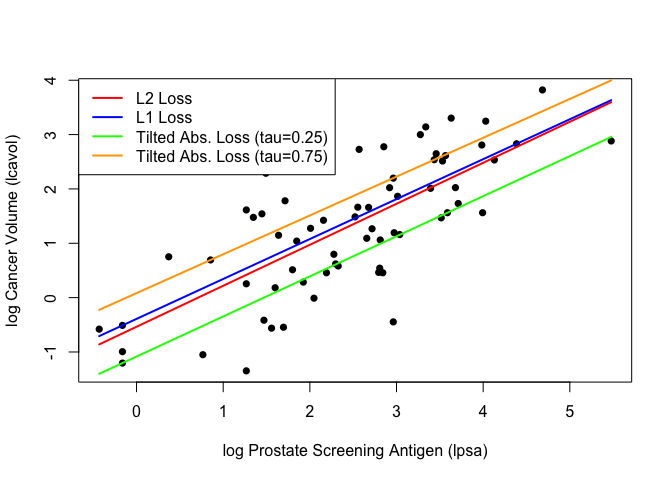 L2 Loss
L1 Loss
Tilted Abs. Loss (tau=0.25)
Tilted Abs. Loss (tau=0.75)
log Cancer Volume (lcavol)
4
3
2
1
0
-1
0 1 2 3 4 5
log Prostate Screening Antigen (lpsa)